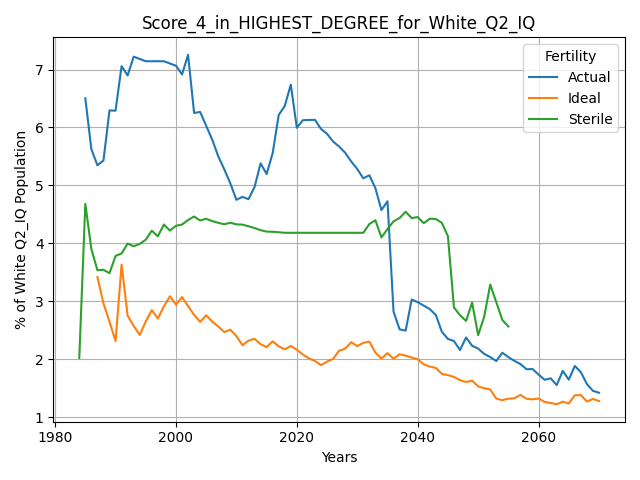 Score_4_in_HIGHEST_DEGREE_for_White_Q2_IQ
Fertility
Actual
Ideal
Sterile
% of White Q2_IQ Population
7
6
5
4
3
2
1
1980
2000
2020
2040
2060
Years